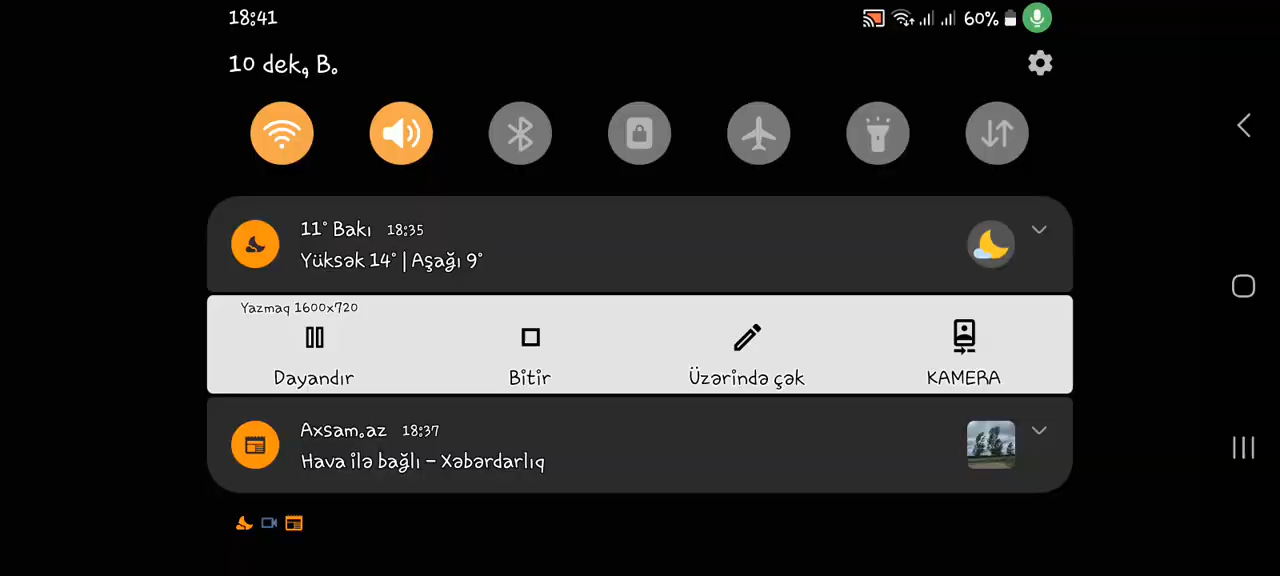 18:41
60%
10 dek, B.
11° Bakı 18:35
Yüksək 14° | Aşağı 9°
Yazmaq 1600x720
Dayandır
Bitir
Üzərində çək
KAMERA
Axsam.az 18:37
Hava ilə bağlı – Xəbərdarlıq